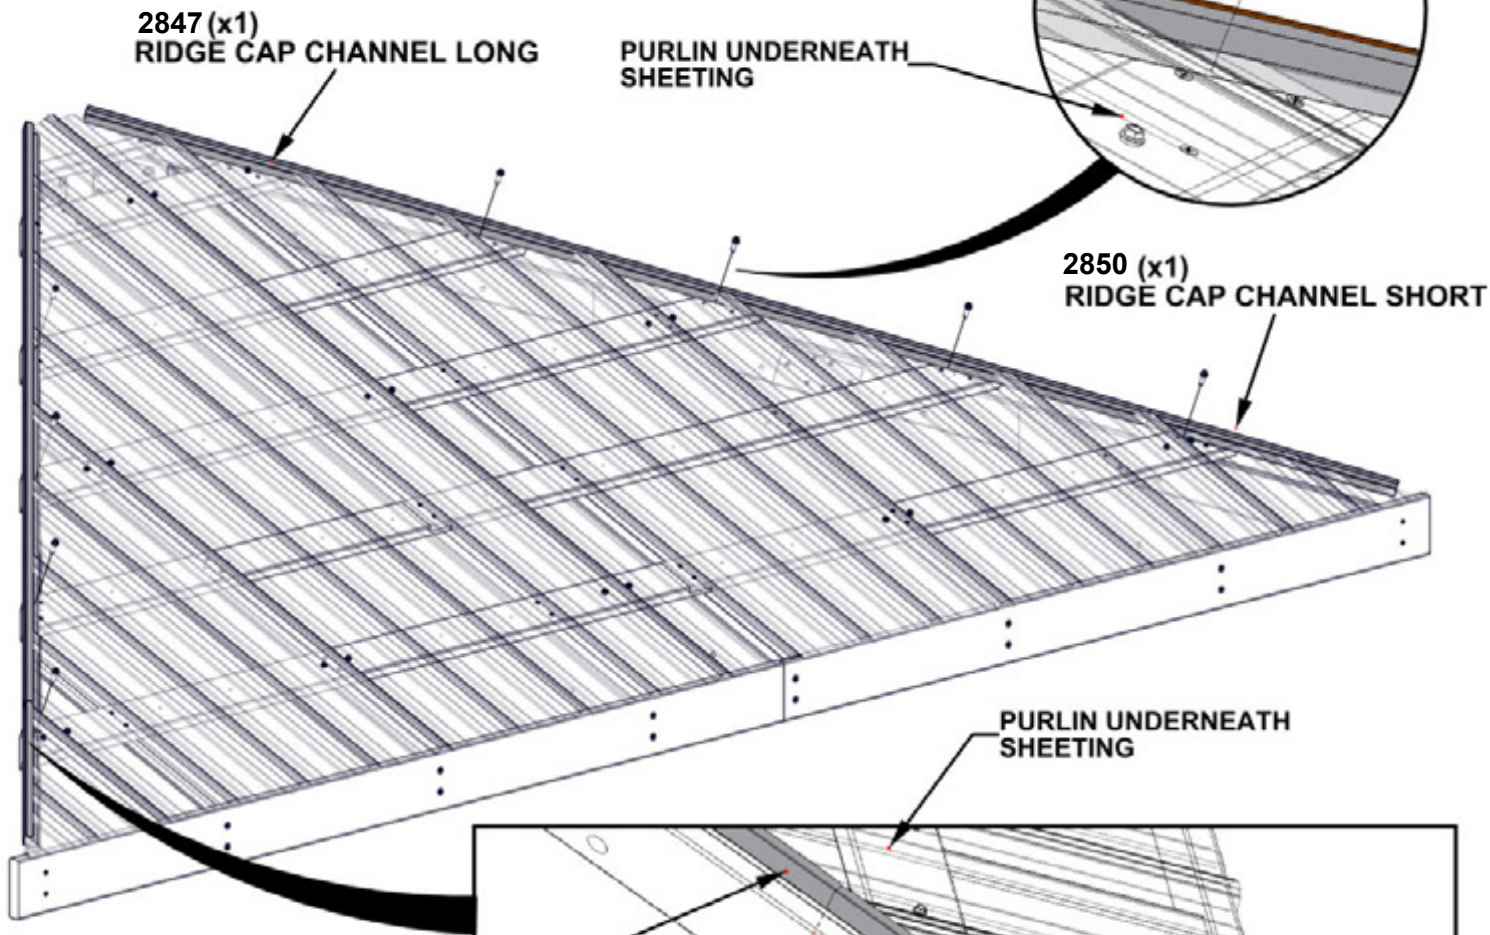 2847 (x1)
RIDGE CAP CHANNEL LONG
PURLIN UNDERNEATH
SHEETING
2850 (x1)
RIDGE CAP CHANNEL SHORT
PURLIN UNDERNEATH
SHEETING